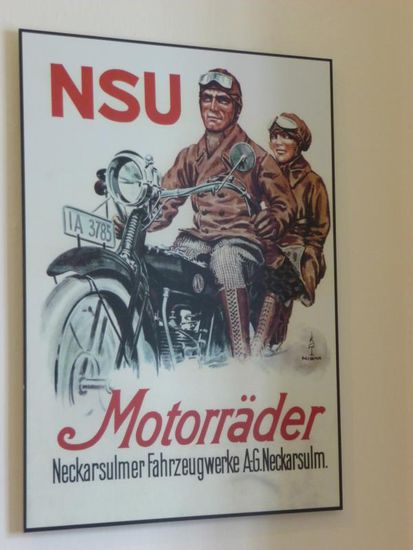 NSU
IA 3785
Motorräder
Neckarsulmer Fahrzeugwerke A-G. Neckarsulm.